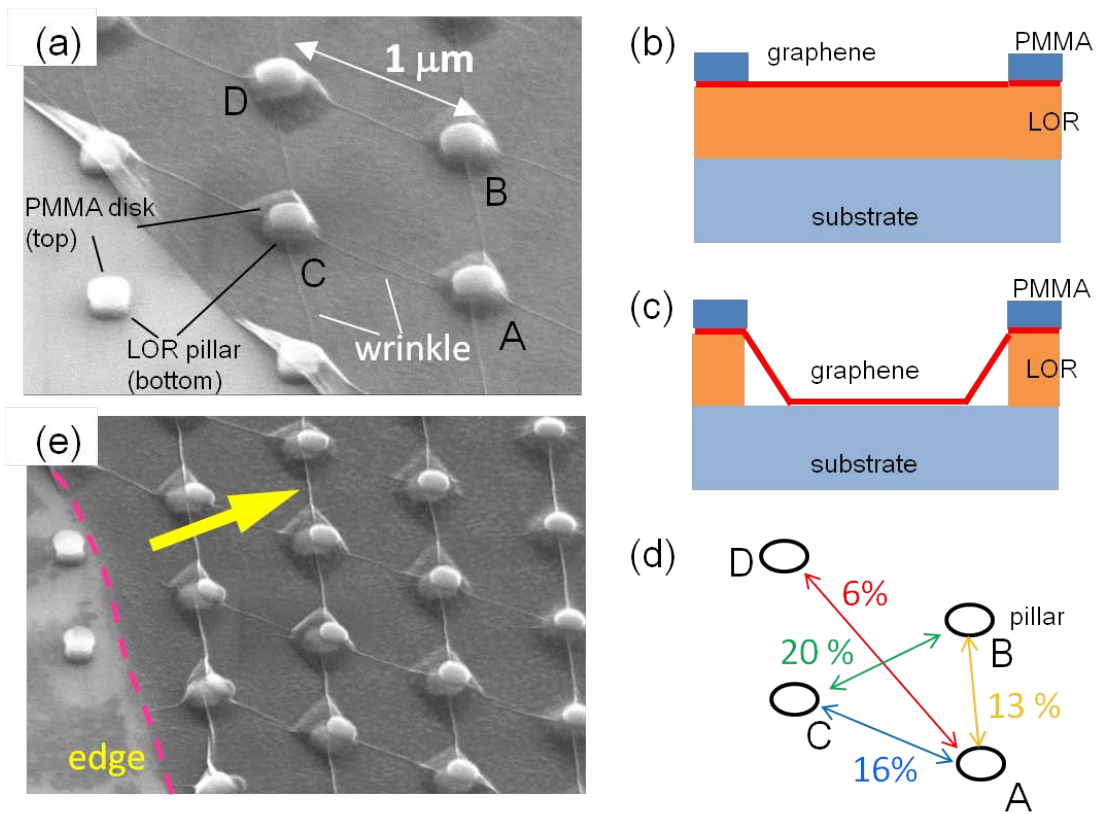 (a)
1 μm
D
B
PMMA disk
(top)
C
A
LOR pillar
(bottom)
wrinkle
(b)
graphene
PMMA
LOR
substrate
(c)
PMMA
graphene
LOR
substrate
(e)
edge
(d)
D
6%
pillar
B
20 %
C
13 %
16%
A